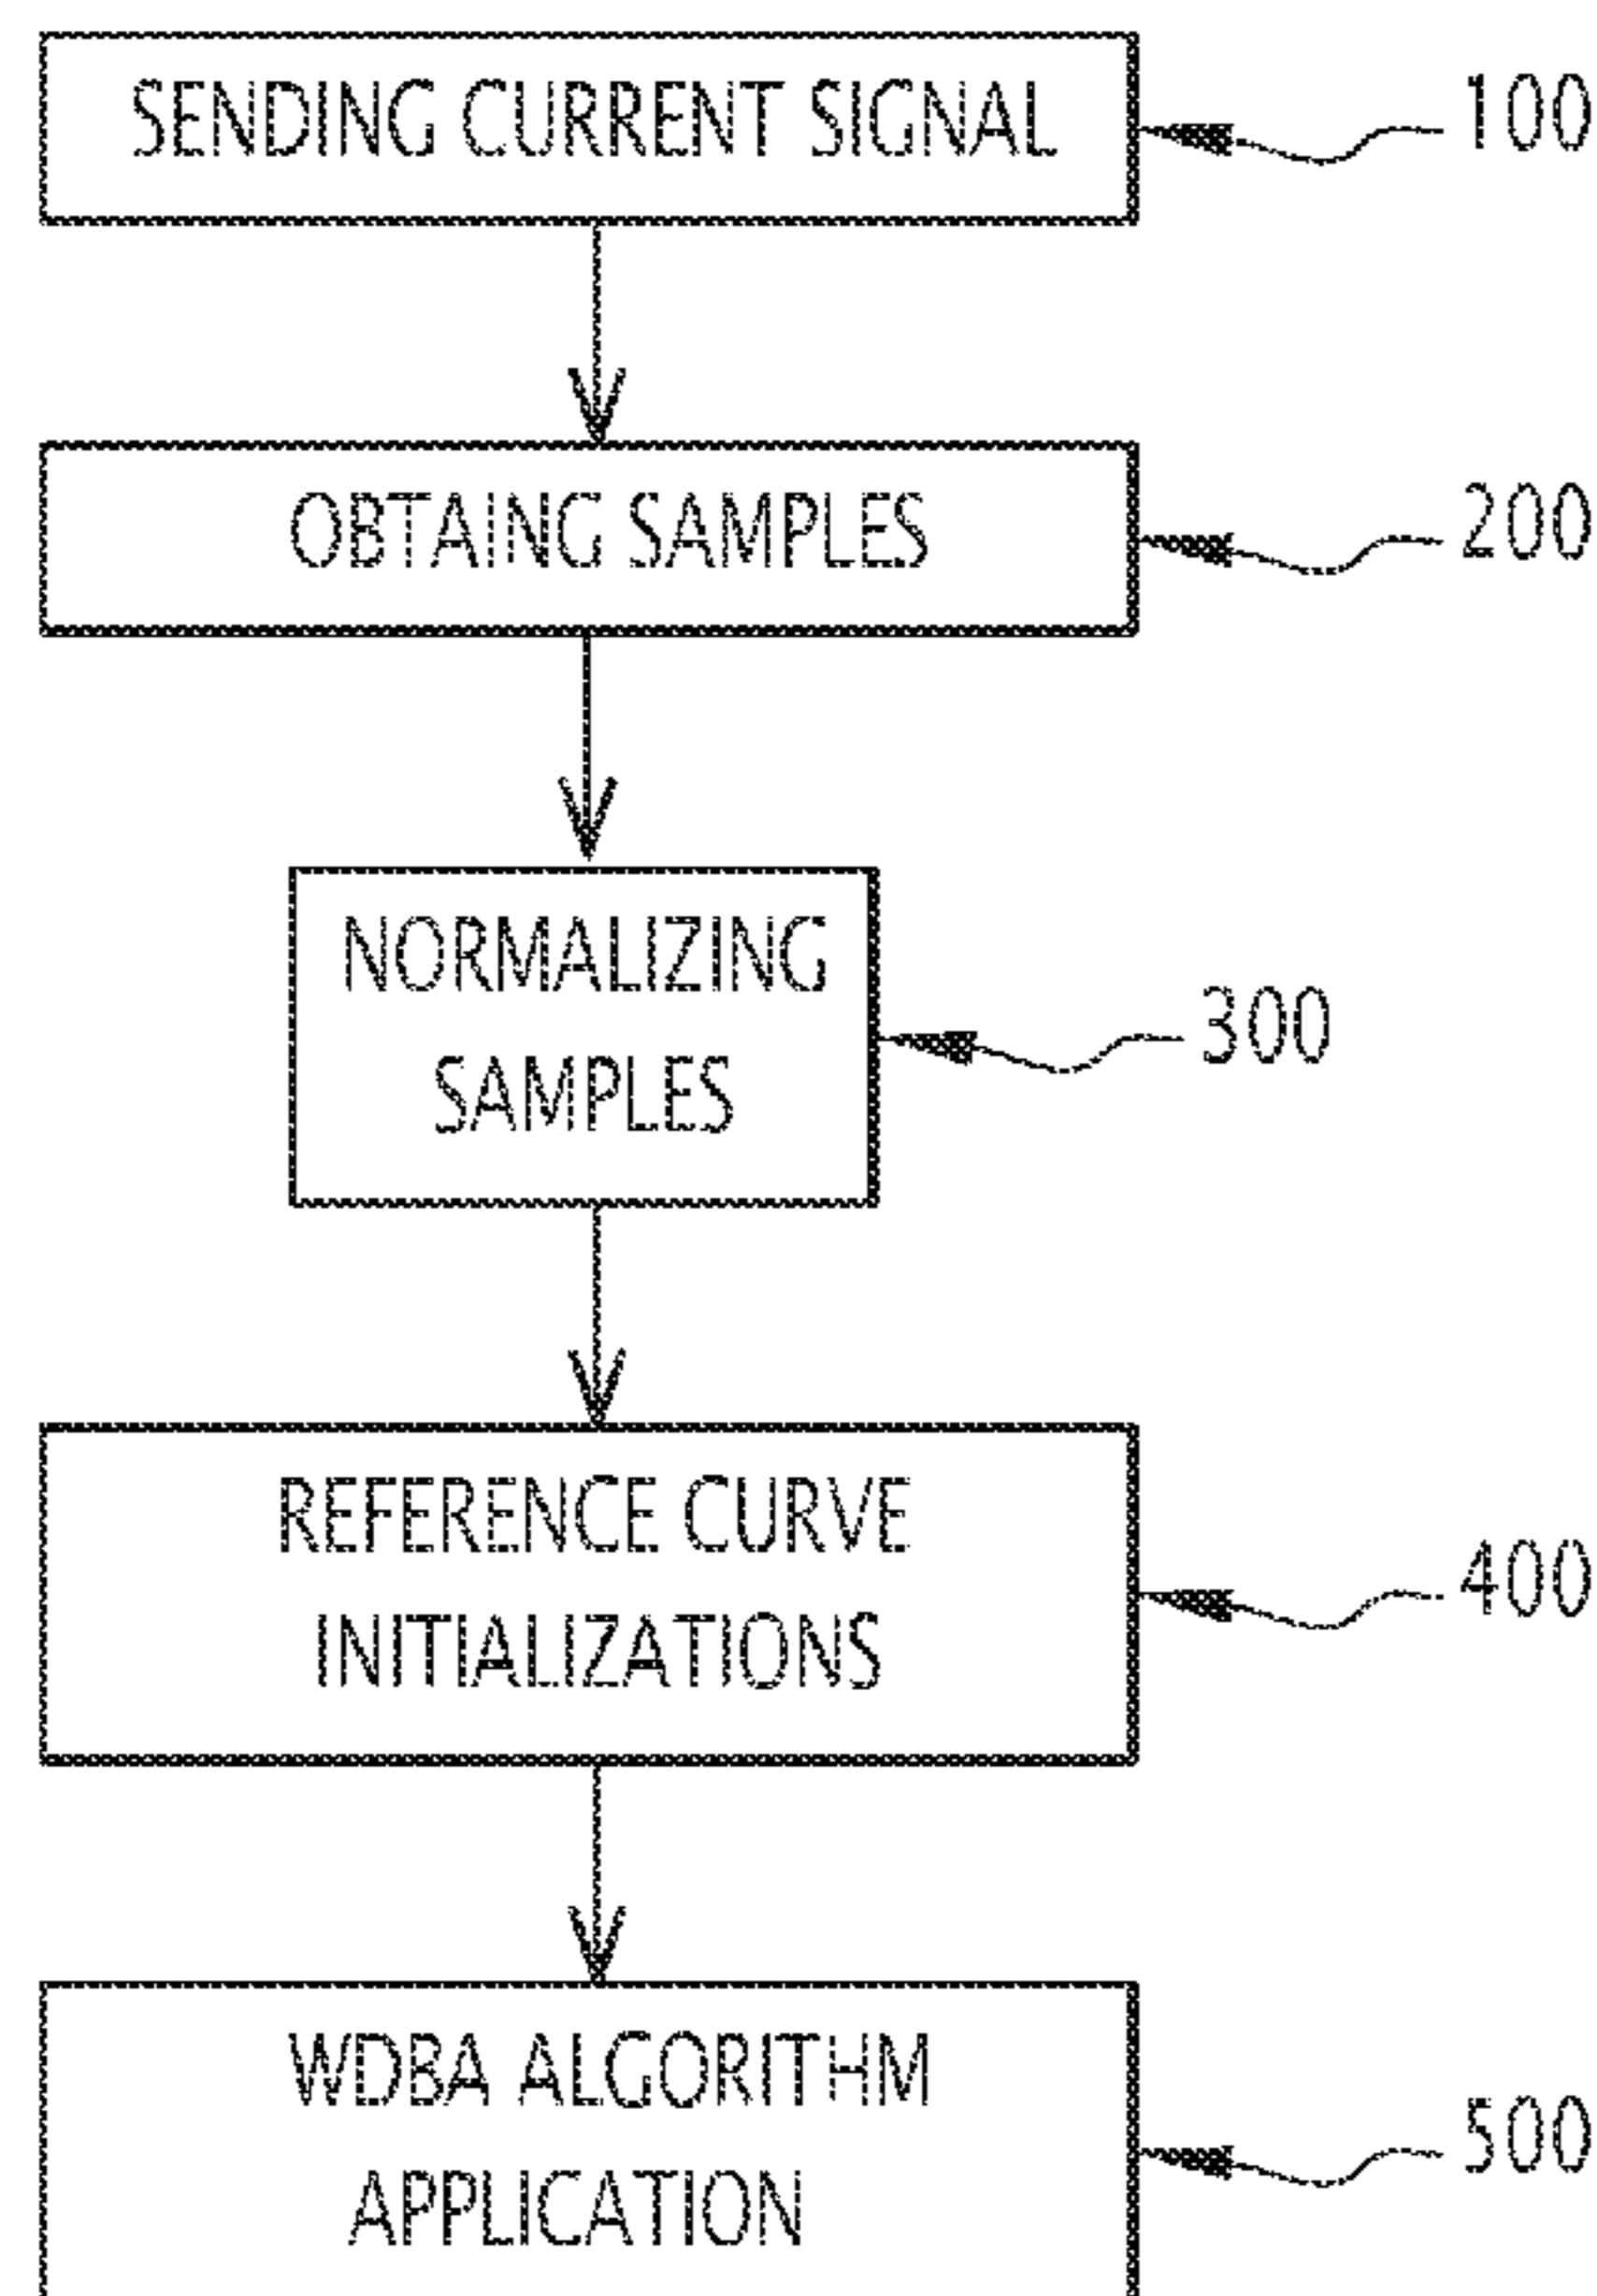 SENDING CURRENT SIGNAL
100
OBTAING SAMPLES
200
NORMALIZING
SAMPLES
300
REFERENCE CURVE
INITIALIZATIONS
400
WDBA ALGORITHM
APPLICATION
500